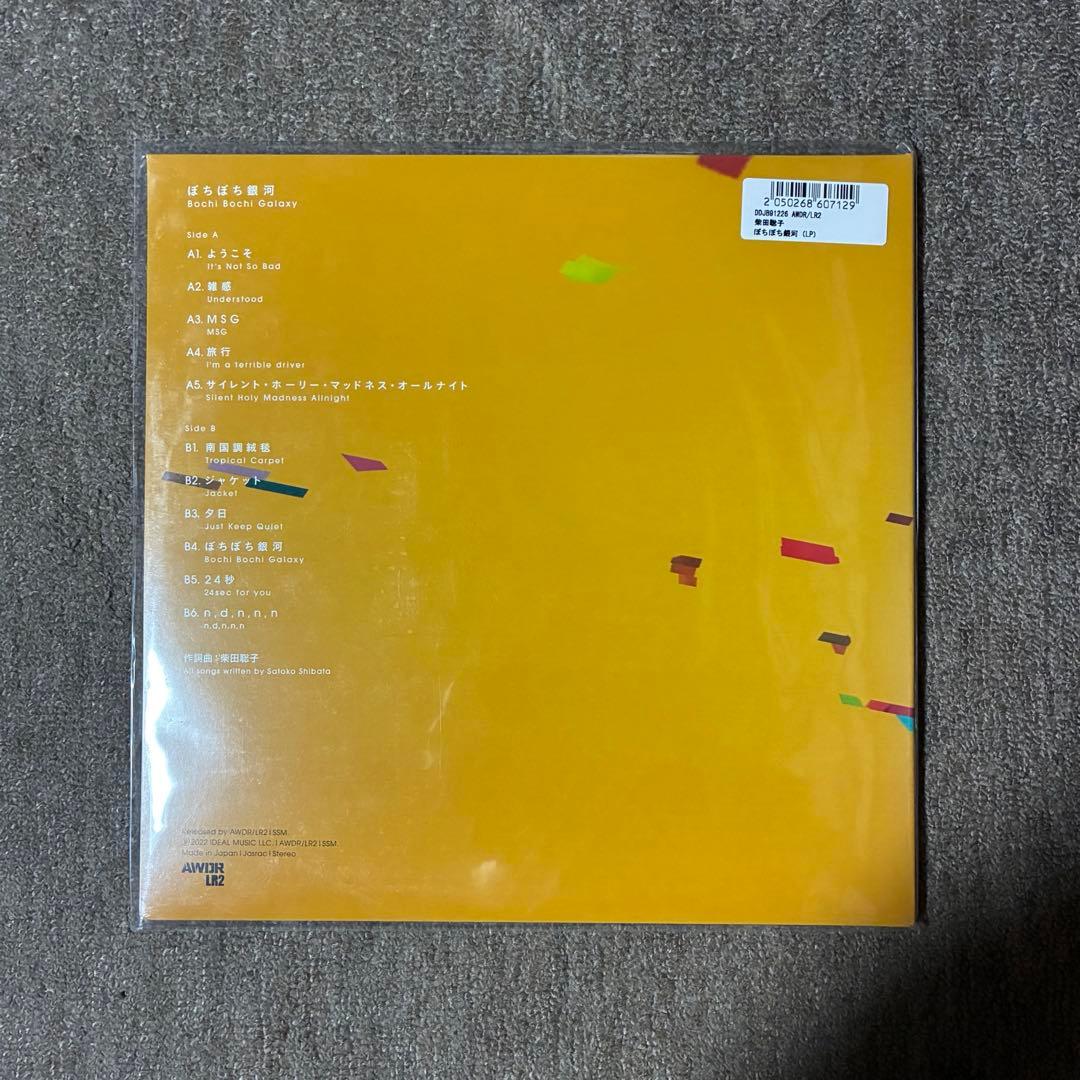 ぼちぼち銀河
Bochi Bochi Galaxy
2 050268 607129
DDJB91226 AWDR/LR2
柴田聡子
ぼちぼち銀河 (LP)
Side A
A1. ようこそ
It's Not So Bad
A2. 雑感
Understood
A3. MSG
MSG
A4. 旅行
I'm a terrible driver
A5. サイレント・ホーリー・マッドネス・オールナイト
Silent Holy Madness Allnight
Side B
B1. 南国調絨毯
Tropical Carpet
B2. ジャケット
Jacket
B3. 夕日
Just Keep Quiet
B4. ぼちぼち銀河
Bochi Bochi Galaxy
B5. 24秒
24sec for you
B6. n,d,n,n,n
n,d,n,n,n
作詞曲:柴田聡子
All songs written by Satoko Shibata
Released by AWDR/LR2 | SSM.
℗2022 IDEAL MUSIC LLC. | AWDR/LR2 | SSM.
Made in Japan | Jasrac | Stereo
AWDR
LR2